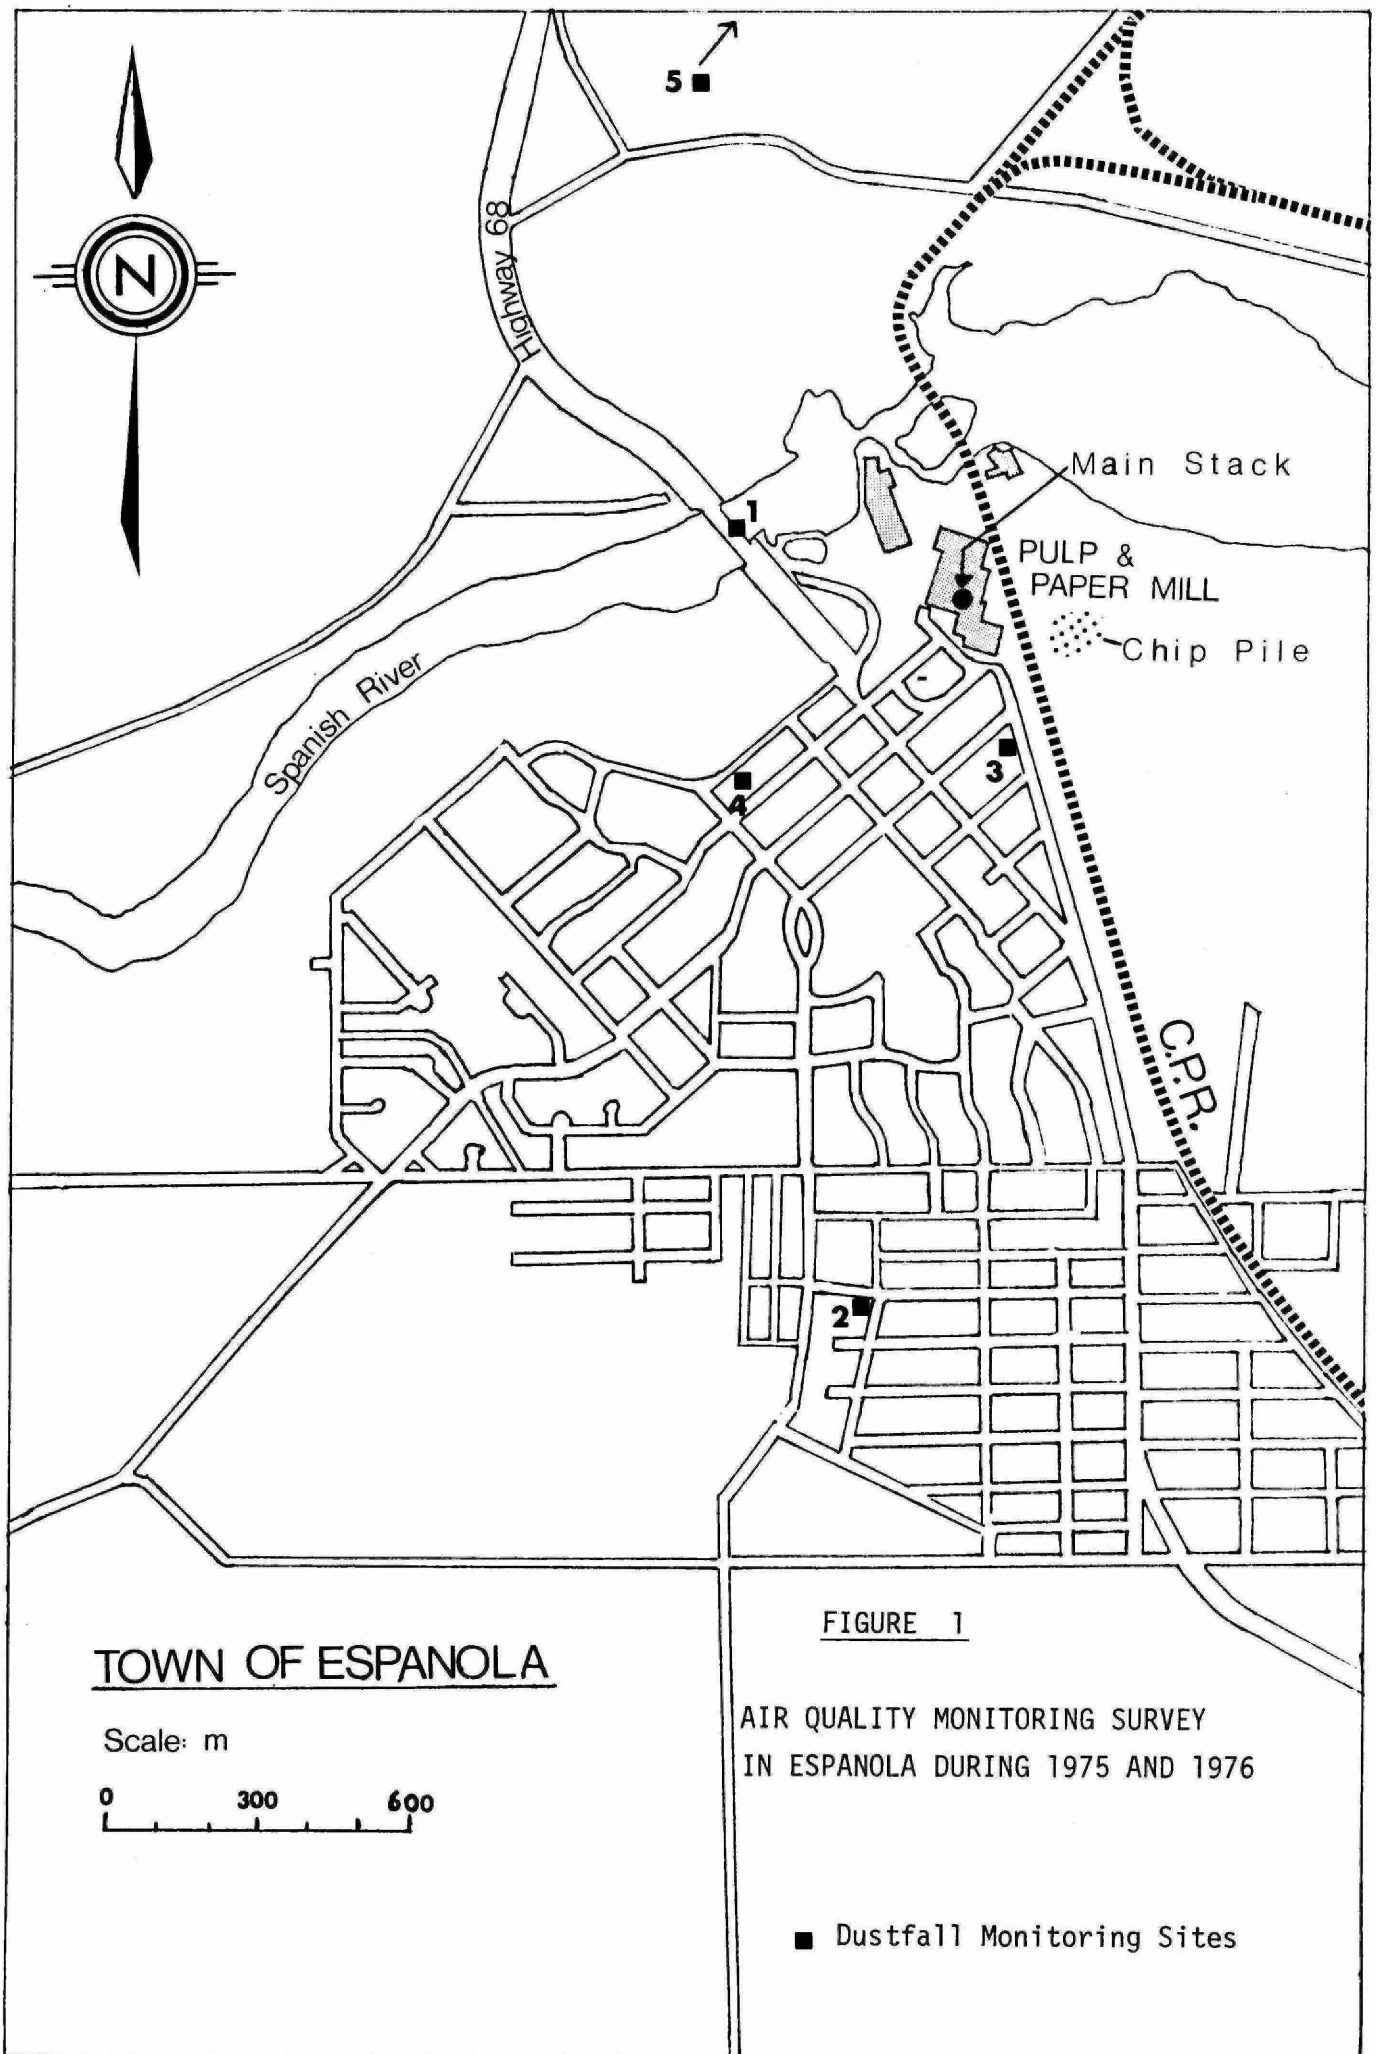 5
Highway 68
N
Main Stack
1
PULP &
PAPER MILL
Chip Pile
Spanish River
3
4
C.P.R.
2
FIGURE 1
TOWN OF ESPANOLA
AIR QUALITY MONITORING SURVEY
IN ESPANOLA DURING 1975 AND 1976
Scale: m
0 300 600
■ Dustfall Monitoring Sites